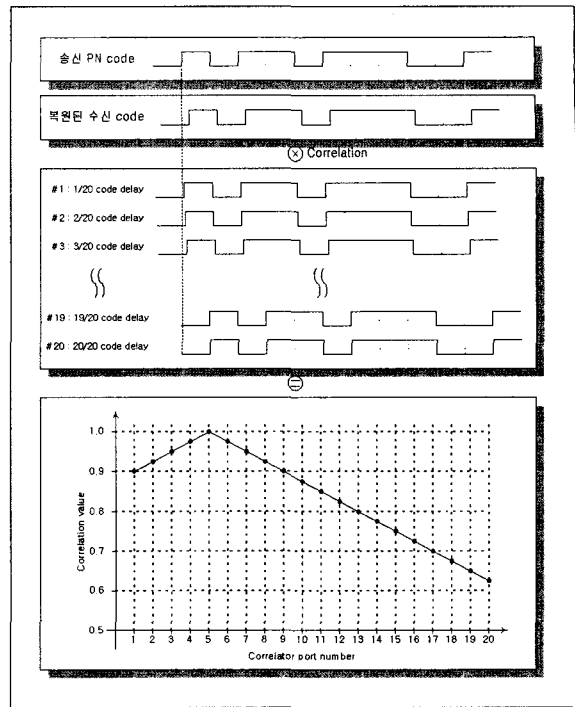 송신 PN code
복원된 수신 code
× Correlation
#1 : 1/20 code delay
#2 : 2/20 code delay
#3 : 3/20 code delay
#19 : 19/20 code delay
#20 : 20/20 code delay
=
Correlation value
1.0
0.9
0.8
0.7
0.6
0.5
1 2 3 4 5 6 7 8 9 10 11 12 13 14 15 16 17 18 19 20
Correlator port number